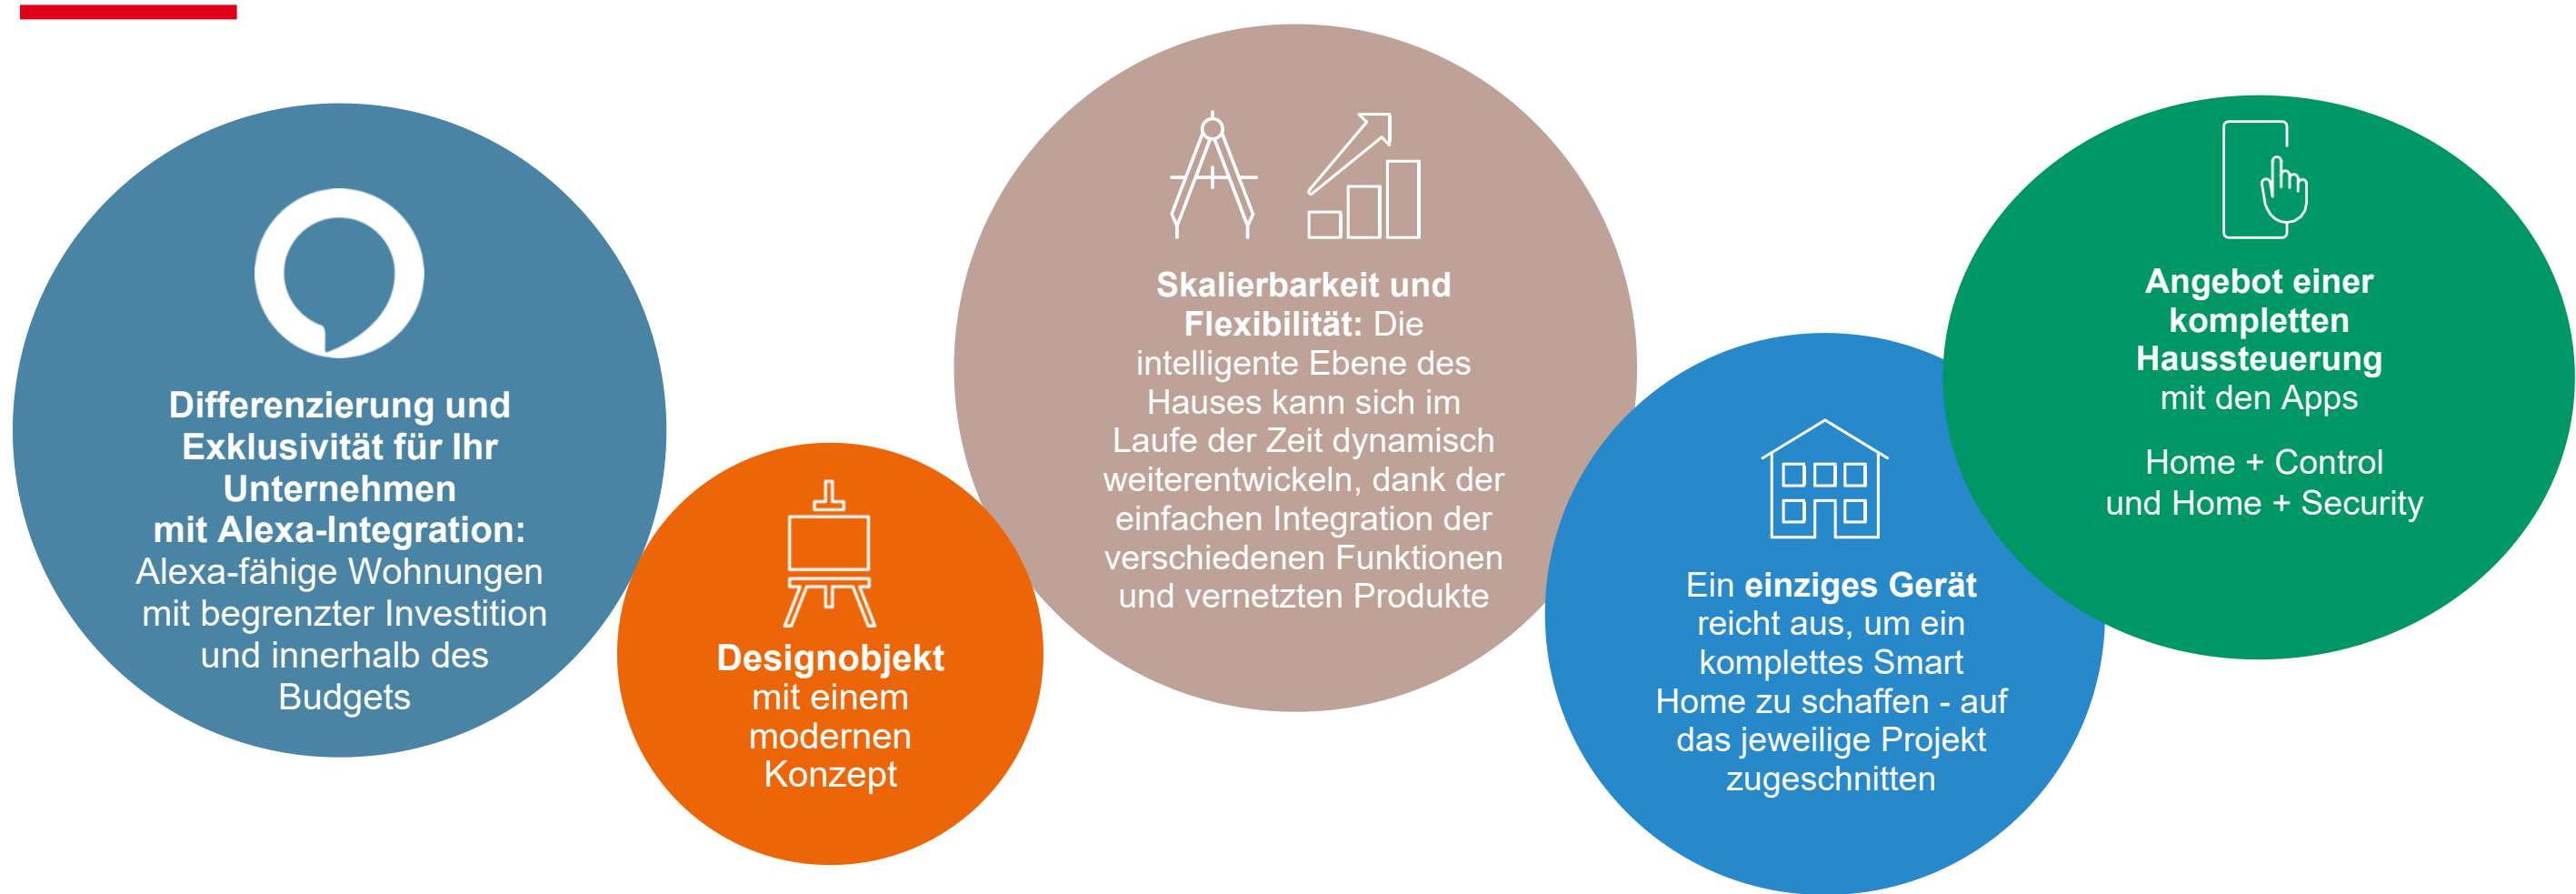 Differenzierung und
Exklusivität für Ihr
Unternehmen
mit Alexa-Integration:
Alexa-fähige Wohnungen
mit begrenzter Investition
und innerhalb des
Budgets
Designobjekt
mit einem
modernen
Konzept
Skalierbarkeit und
Flexibilität: Die
intelligente Ebene des
Hauses kann sich im
Laufe der Zeit dynamisch
weiterentwickeln, dank der
einfachen Integration der
verschiedenen Funktionen
und vernetzten Produkte
Ein einziges Gerät
reicht aus, um ein
komplettes Smart
Home zu schaffen - auf
das jeweilige Projekt
zugeschnitten
Angebot einer
kompletten
Haussteuerung
mit den Apps
Home + Control
und Home + Security